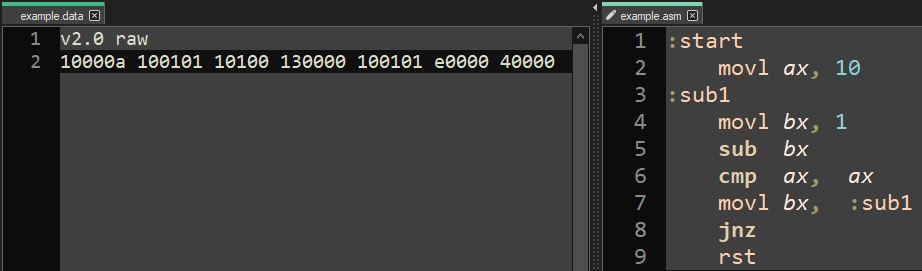 example.data
1 v2.0 raw
2 10000a 100101 10100 130000 100101 e0000 40000
example.asm
1 :start
2 movl ax, 10
3 :sub1
4 movl bx, 1
5 sub bx
6 cmp ax, ax
7 movl bx, :sub1
8 jnz
9 rst